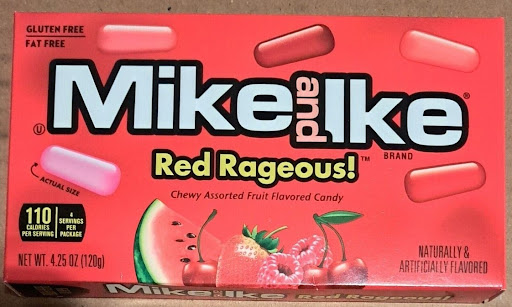 GLUTEN FREE
FAT FREE
Mike and Ike®
Ⓤ
Red Rageous!™ BRAND
ACTUAL SIZE
Chewy Assorted Fruit Flavored Candy
110
CALORIES
PER SERVING
4
SERVINGS
PER
PACKAGE
NET WT. 4.25 OZ (120g)
NATURALLY &
ARTIFICIALLY FLAVORED
Mike and Ike Red Rageous!